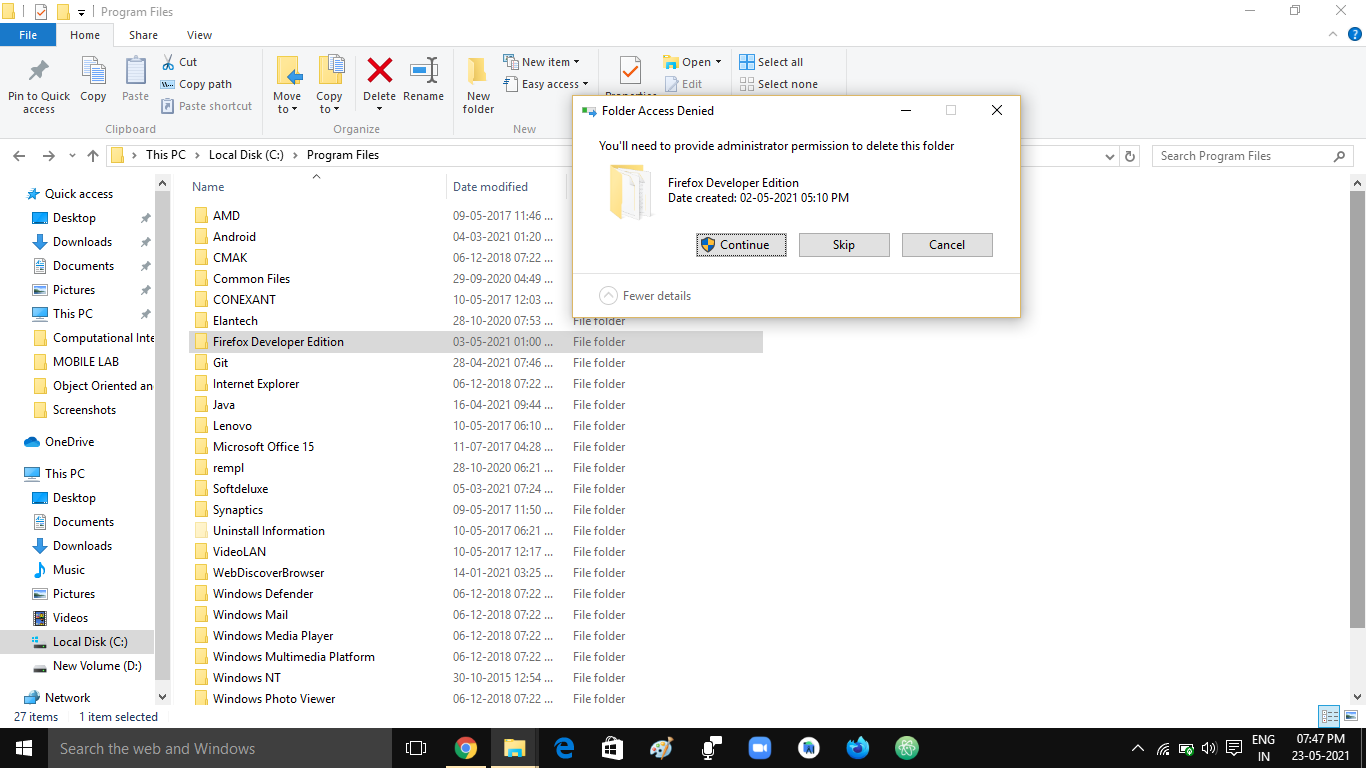 Program Files
File Home Share View
Pin to Quick access
Copy
Paste
Cut
Copy path
Paste shortcut
Clipboard
Move to
Copy to
Delete
Rename
Organize
New folder
New item
Easy access
New
Properties
Open
Edit
Select all
Select none
This PC > Local Disk (C:) > Program Files
Search Program Files
Folder Access Denied
You'll need to provide administrator permission to delete this folder
Firefox Developer Edition
Date created: 02-05-2021 05:10 PM
Continue Skip Cancel
Fewer details
Quick access
Desktop
Downloads
Documents
Pictures
This PC
Computational Inte
MOBILE LAB
Object Oriented an
Screenshots
OneDrive
This PC
Desktop
Documents
Downloads
Music
Pictures
Videos
Local Disk (C:)
New Volume (D:)
Network
Name Date modified
AMD 09-05-2017 11:46 ...
Android 04-03-2021 01:20 ...
CMAK 06-12-2018 07:22 ...
Common Files 29-09-2020 04:49 ...
CONEXANT 10-05-2017 12:03 ...
Elantech 28-10-2020 07:53 ... File folder
Firefox Developer Edition 03-05-2021 01:00 ... File folder
Git 28-04-2021 07:46 ... File folder
Internet Explorer 06-12-2018 07:22 ... File folder
Java 16-04-2021 09:44 ... File folder
Lenovo 10-05-2017 06:10 ... File folder
Microsoft Office 15 11-07-2017 04:28 ... File folder
rempl 28-10-2020 06:21 ... File folder
Softdeluxe 05-03-2021 07:24 ... File folder
Synaptics 09-05-2017 11:50 ... File folder
Uninstall Information 10-05-2017 06:21 ... File folder
VideoLAN 10-05-2017 12:17 ... File folder
WebDiscoverBrowser 14-01-2021 03:25 ... File folder
Windows Defender 06-12-2018 07:22 ... File folder
Windows Mail 06-12-2018 07:22 ... File folder
Windows Media Player 06-12-2018 07:22 ... File folder
Windows Multimedia Platform 06-12-2018 07:22 ... File folder
Windows NT 30-10-2015 12:54 ... File folder
Windows Photo Viewer 06-12-2018 07:22 ... File folder
27 items 1 item selected
Search the web and Windows
ENG
IN
07:47 PM
23-05-2021